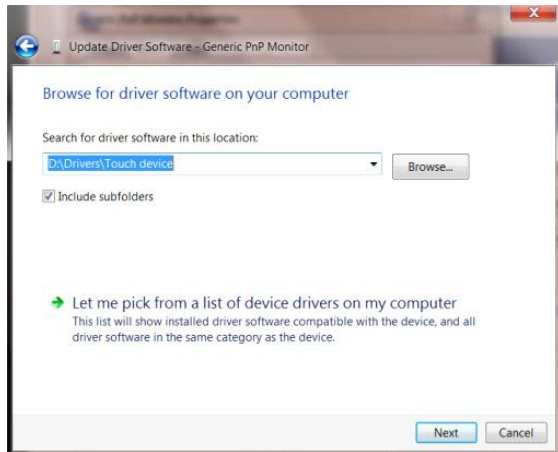 Update Driver Software - Generic PnP Monitor
Browse for driver software on your computer
Search for driver software in this location:
D:\Drivers\Touch device
Browse...
Include subfolders
Let me pick from a list of device drivers on my computer
This list will show installed driver software compatible with the device, and all
driver software in the same category as the device.
Next
Cancel